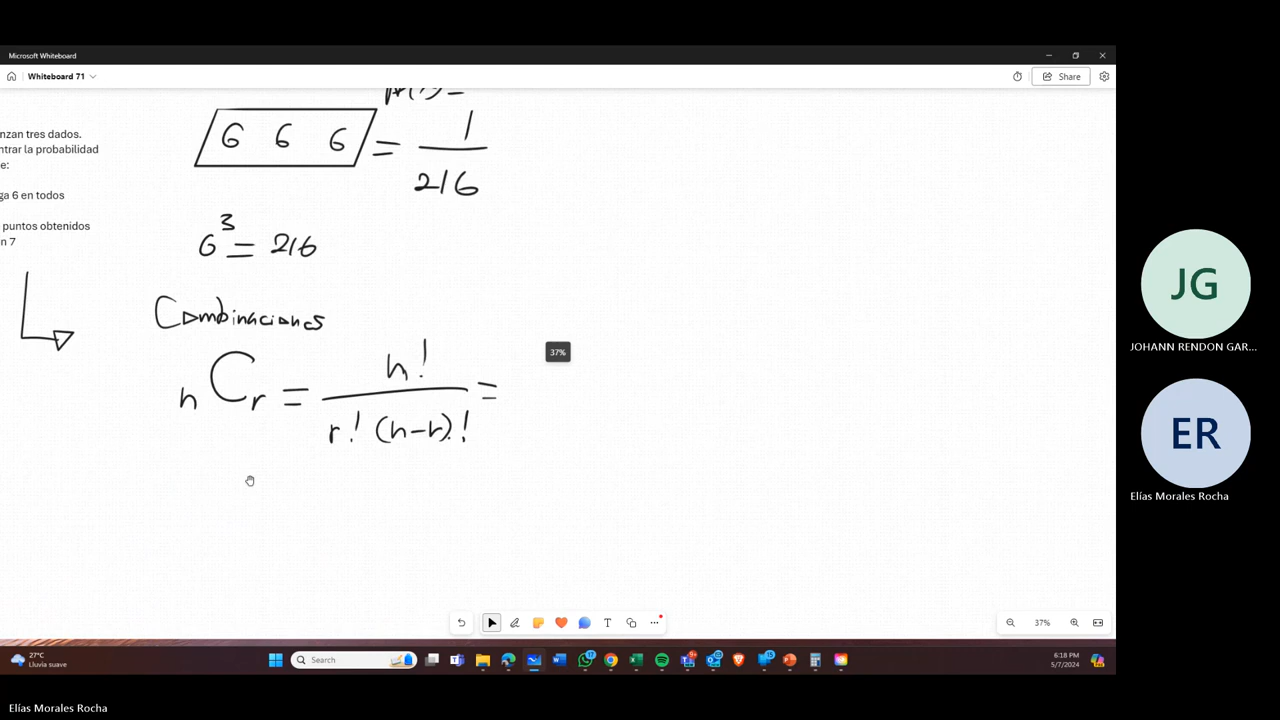 Microsoft Whiteboard
Whiteboard 71
Share
nzan tres dados.
ntrar la probabilidad
e:
ga 6 en todos
puntos obtenidos
n 7
6 6 6 = 1/216
6^3 = 216
Combinaciones
nCr = n! / r! (n-r)! =
37%
37%
27°C
Lluvia suave
Search
6:18 PM
5/7/2024
JG
JOHANN RENDON GAR...
ER
Elías Morales Rocha
Elías Morales Rocha